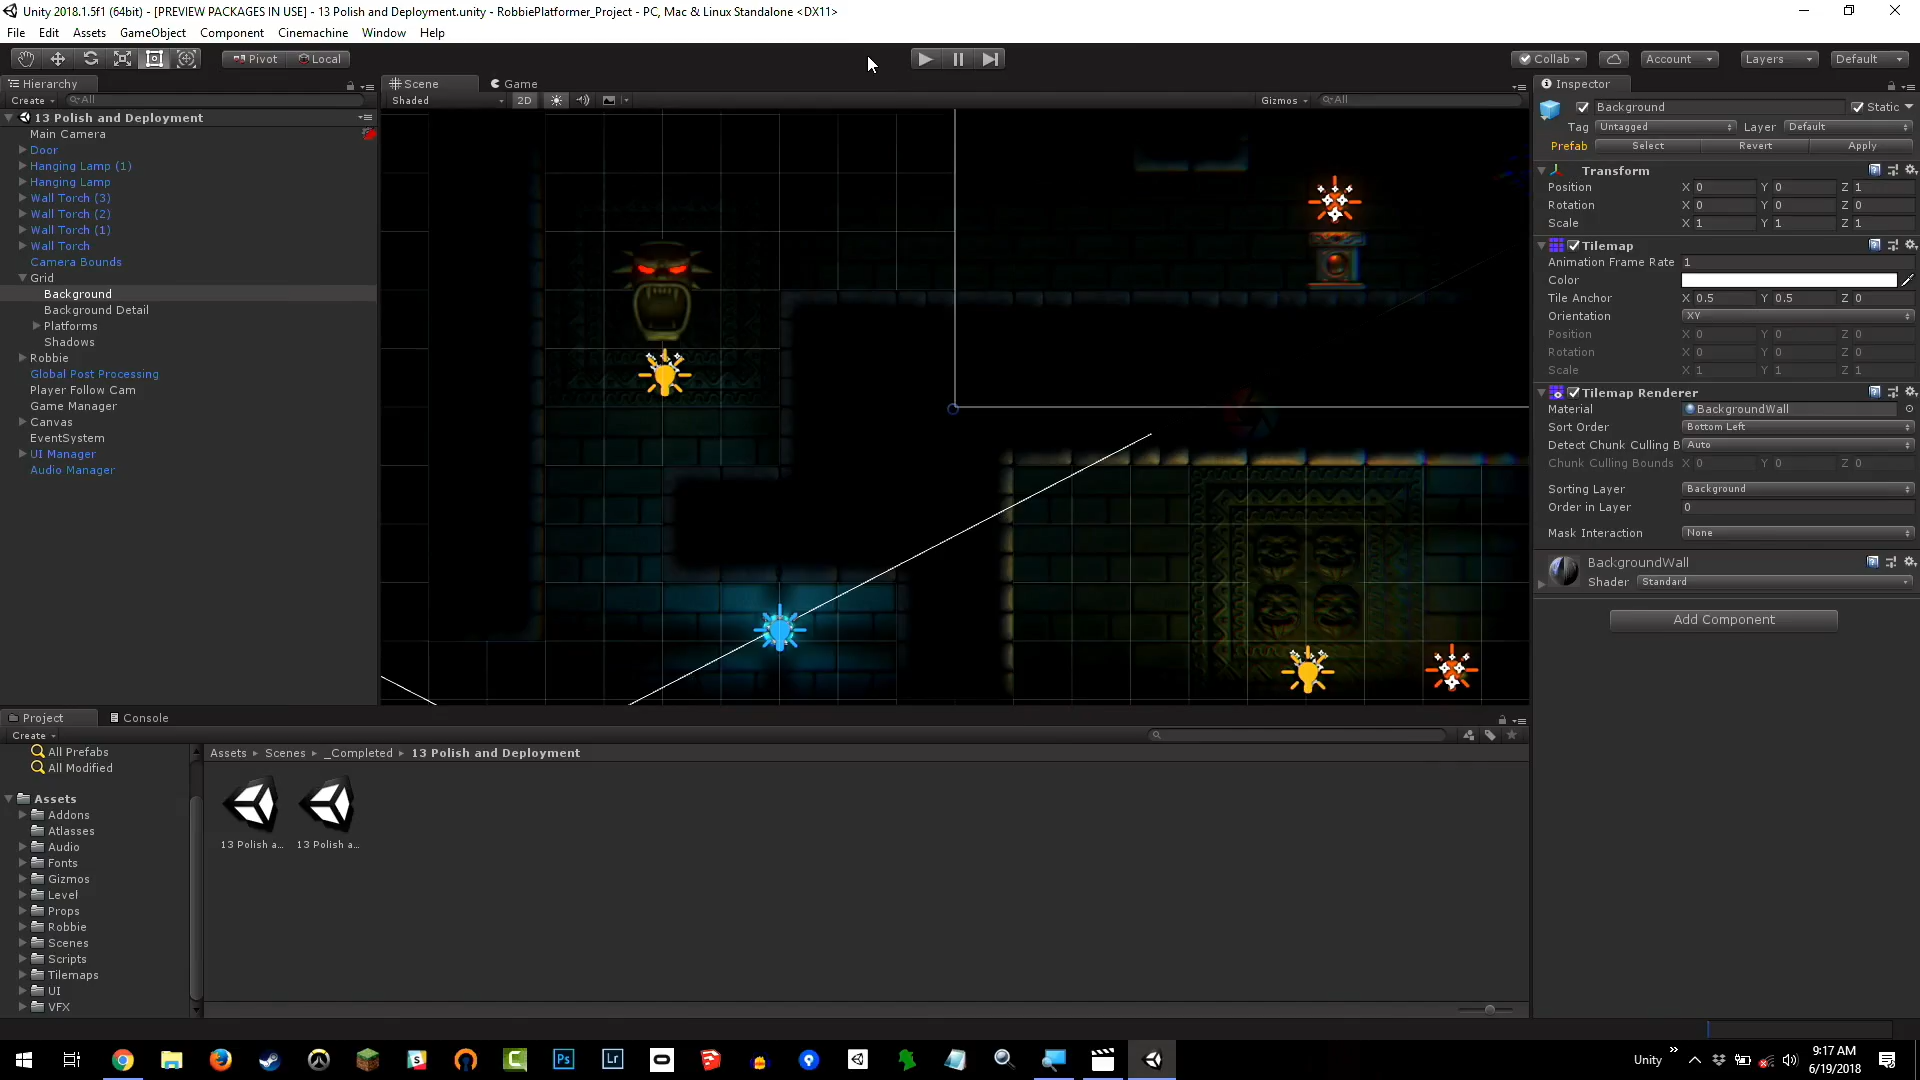 Unity 2018.1.5f1 (64bit) - [PREVIEW PACKAGES IN USE] - 13 Polish and Deployment.unity - RobbiePlatformer_Project - PC, Mac & Linux Standalone <DX11>
File Edit Assets GameObject Component Cinemachine Window Help
Pivot Local Collab Account Layers Default
Hierarchy
Create All
13 Polish and Deployment
Main Camera
Door
Hanging Lamp (1)
Hanging Lamp
Wall Torch (3)
Wall Torch (2)
Wall Torch (1)
Wall Torch
Camera Bounds
Grid
Background
Background Detail
Platforms
Shadows
Robbie
Global Post Processing
Player Follow Cam
Game Manager
Canvas
EventSystem
UI Manager
Audio Manager
Scene Game
Shaded 2D Gizmos All
Inspector
Background Static
Tag Untagged Layer Default
Prefab Select Revert Apply
Transform
Position X 0 Y 0 Z 1
Rotation X 0 Y 0 Z 0
Scale X 1 Y 1 Z 1
Tilemap
Animation Frame Rate 1
Color
Tile Anchor X 0.5 Y 0.5 Z 0
Orientation XY
Position X 0 Y 0 Z 0
Rotation X 0 Y 0 Z 0
Scale X 1 Y 1 Z 1
Tilemap Renderer
Material BackgroundWall
Sort Order Bottom Left
Detect Chunk Culling B Auto
Chunk Culling Bounds X 0 Y 0 Z 0
Sorting Layer Background
Order in Layer 0
Mask Interaction None
BackgroundWall
Shader Standard
Add Component
Project Console
Create
All Prefabs
All Modified
Assets
Addons
Atlasses
Audio
Fonts
Gizmos
Level
Props
Robbie
Scenes
Scripts
Tilemaps
UI
VFX
Assets Scenes _Completed 13 Polish and Deployment
13 Polish a... 13 Polish a...
Ps Lr
Unity
9:17 AM
6/19/2018